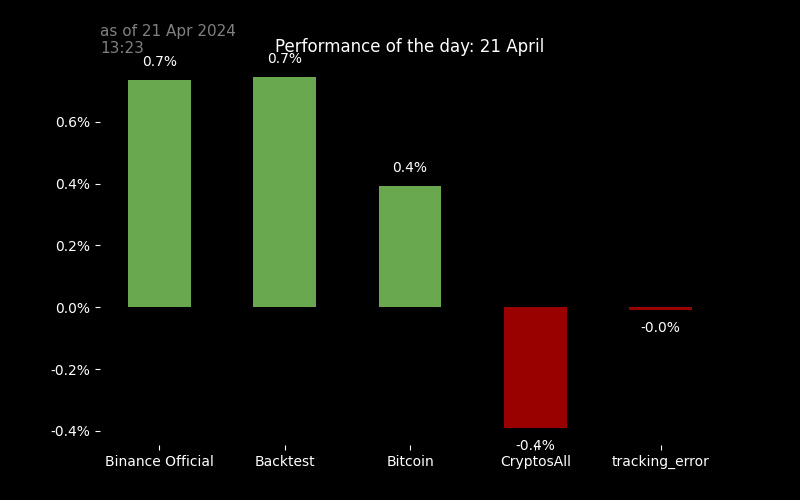 as of 21 Apr 2024
13:23
Performance of the day: 21 April
0.7%
0.7%
0.4%
-0.4%
-0.0%
0.6%
0.4%
0.2%
0.0%
-0.2%
-0.4%
Binance Official
Backtest
Bitcoin
CryptosAll
tracking_error